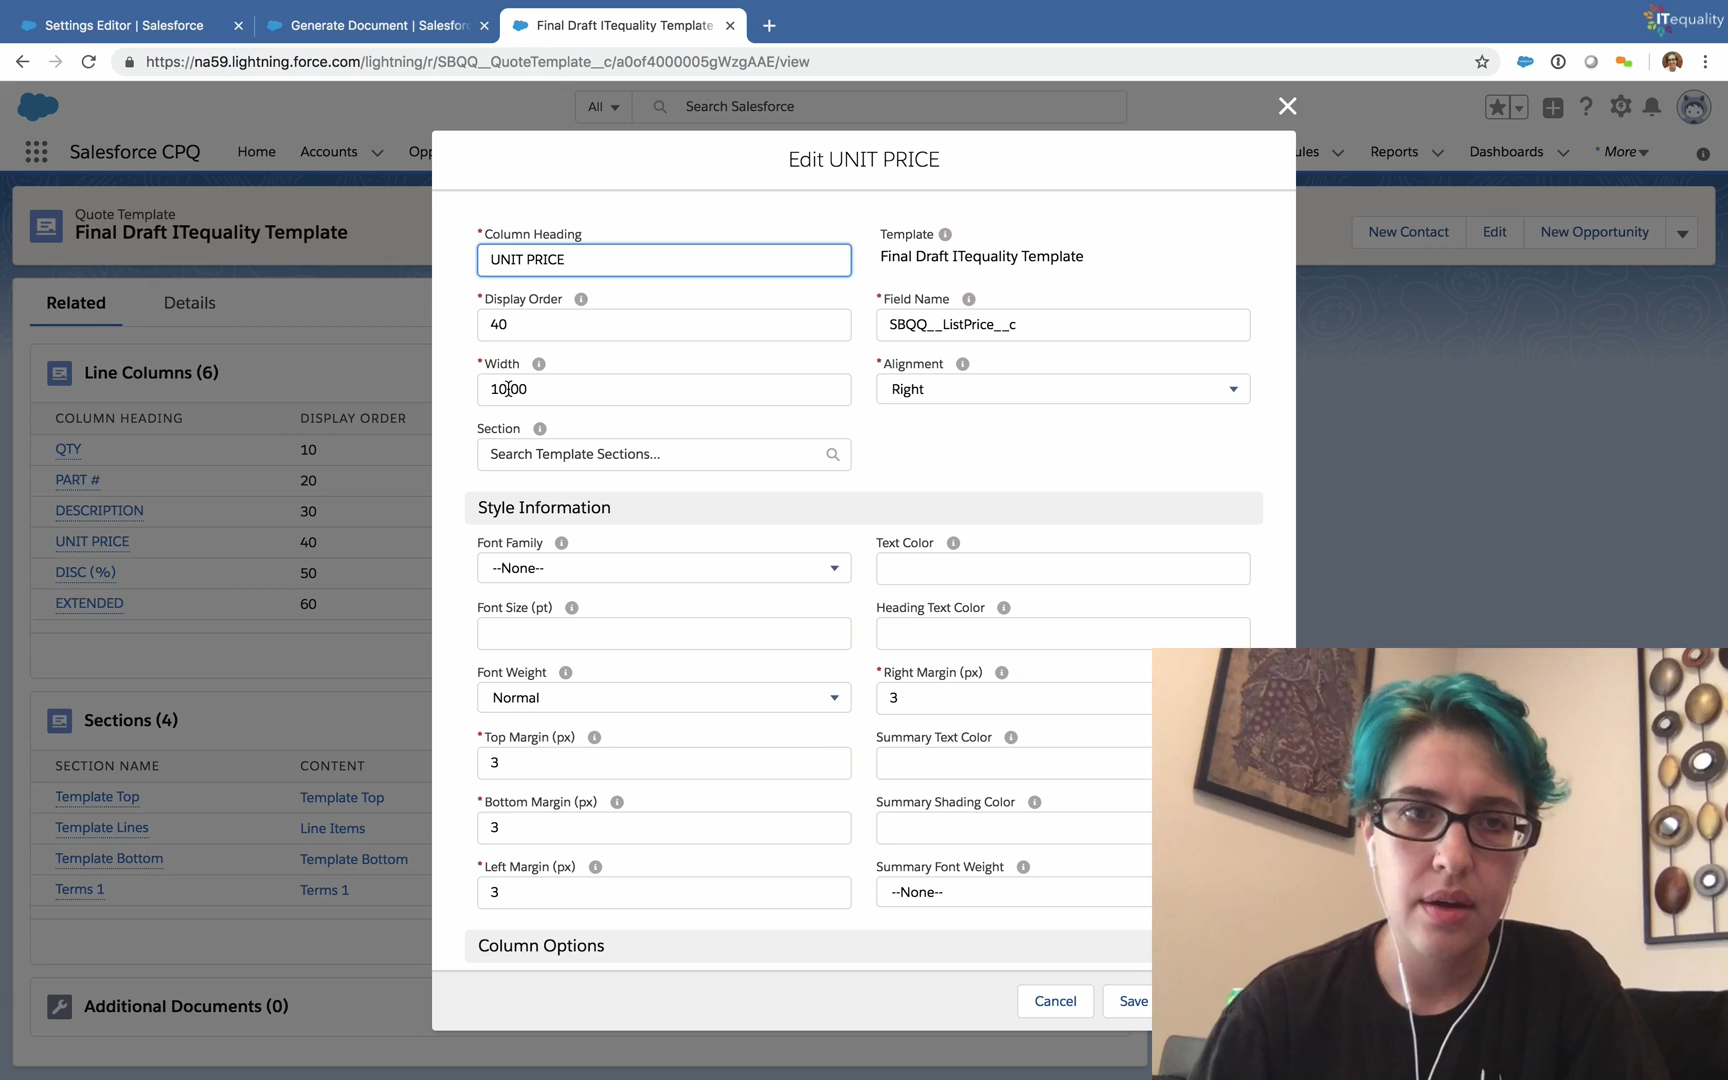 Settings Editor | Salesforce
Generate Document | Salesfor
Final Draft ITequality Template
ITequality
https://na59.lightning.force.com/lightning/r/SBQQ__QuoteTemplate__c/a0of4000005gWzgAAE/view
All
Search Salesforce
Salesforce CPQ
Home
Accounts
Opp
ules
Reports
Dashboards
* More
Quote Template
Final Draft ITequality Template
New Contact
Edit
New Opportunity
Related
Details
Line Columns (6)
COLUMN HEADING
DISPLAY ORDER
QTY
10
PART #
20
DESCRIPTION
30
UNIT PRICE
40
DISC (%)
50
EXTENDED
60
Sections (4)
SECTION NAME
CONTENT
Template Top
Template Top
Template Lines
Line Items
Template Bottom
Template Bottom
Terms 1
Terms 1
Additional Documents (0)
Edit UNIT PRICE
* Column Heading
UNIT PRICE
Template
Final Draft ITequality Template
* Display Order
40
* Field Name
SBQQ__ListPrice__c
* Width
10.00
* Alignment
Right
Section
Search Template Sections...
Style Information
Font Family
--None--
Text Color
Font Size (pt)
Heading Text Color
Font Weight
Normal
* Right Margin (px)
3
* Top Margin (px)
3
Summary Text Color
* Bottom Margin (px)
3
Summary Shading Color
* Left Margin (px)
3
Summary Font Weight
--None--
Column Options
Cancel
Save